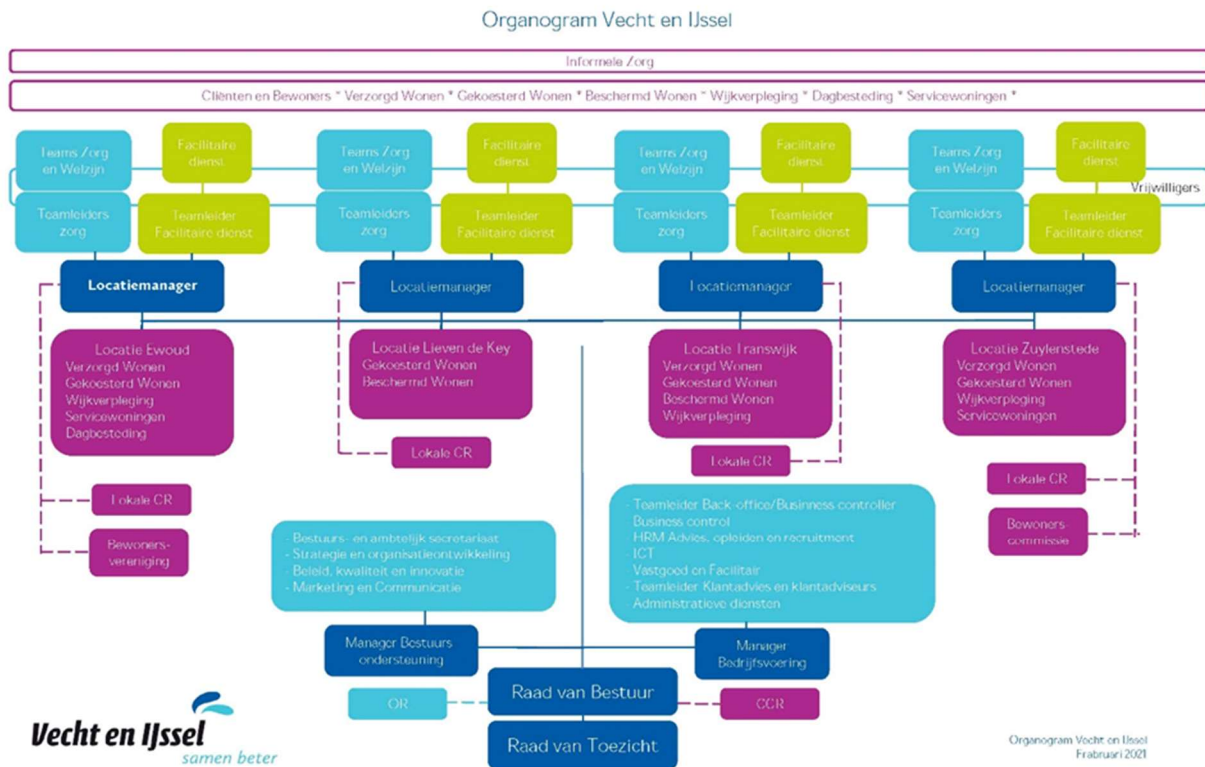 Organogram Vecht en IJssel
Informele Zorg
Cliënten en Bewoners * Verzorgd Wonen * Gekoesterd Wonen * Beschermd Wonen * Wijkverpleging * Dagbesteding * Servicewoningen *
Teams Zorg
en Welzijn
Facilitaire
dienst
Teams Zorg
en Welzijn
Facilitaire
dienst
Teams Zorg
en Welzijn
Facilitaire
dienst
Teams Zorg
en Welzijn
Facilitaire
dienst
Vrijwilligers
Teamleiders
zorg
Teamleider
Facilitaire dienst
Teamleiders
zorg
Teamleider
Facilitaire dienst
Teamleiders
zorg
Teamleider
Facilitaire dienst
Teamleiders
zorg
Teamleider
Facilitaire dienst
Locatiemanager
Locatiemanager
Locatiemanager
Locatiemanager
Locatie Ewoud
Verzorgd Wonen
Gekoesterd Wonen
Wijkverpleging
Servicewoningen
Dagbesteding
Locatie Lieven de Key
Gekoesterd Wonen
Beschermd Wonen
Locatie Transwijk
Verzorgd Wonen
Gekoesterd Wonen
Beschermd Wonen
Wijkverpleging
Locatie Zuylenstede
Verzorgd Wonen
Gekoesterd Wonen
Wijkverpleging
Servicewoningen
Lokale CR
Lokale CR
Lokale CR
Lokale CR
Bewoners-
vereniging
Bewoners-
commissie
- Bestuurs- en ambtelijk secretariaat
- Strategie en organisatieontwikkeling
- Beleid, kwaliteit en innovatie
- Marketing en Communicatie
- Teamleider Back-office/Businness controller
Business control
HRM Advies, opleiden en recruitment
- ICT
Vastgoed en Facilitair
- Teamleider Klantadvies en klantadviseurs
- Administratieve diensten
Manager Bestuurs
ondersteuning
Manager
Bedrijfsvoering
OR
Raad van Bestuur
CCR
Raad van Toezicht
Vecht en IJssel
samen beter
Organogram Vecht en IJssel
Frabruari 2021